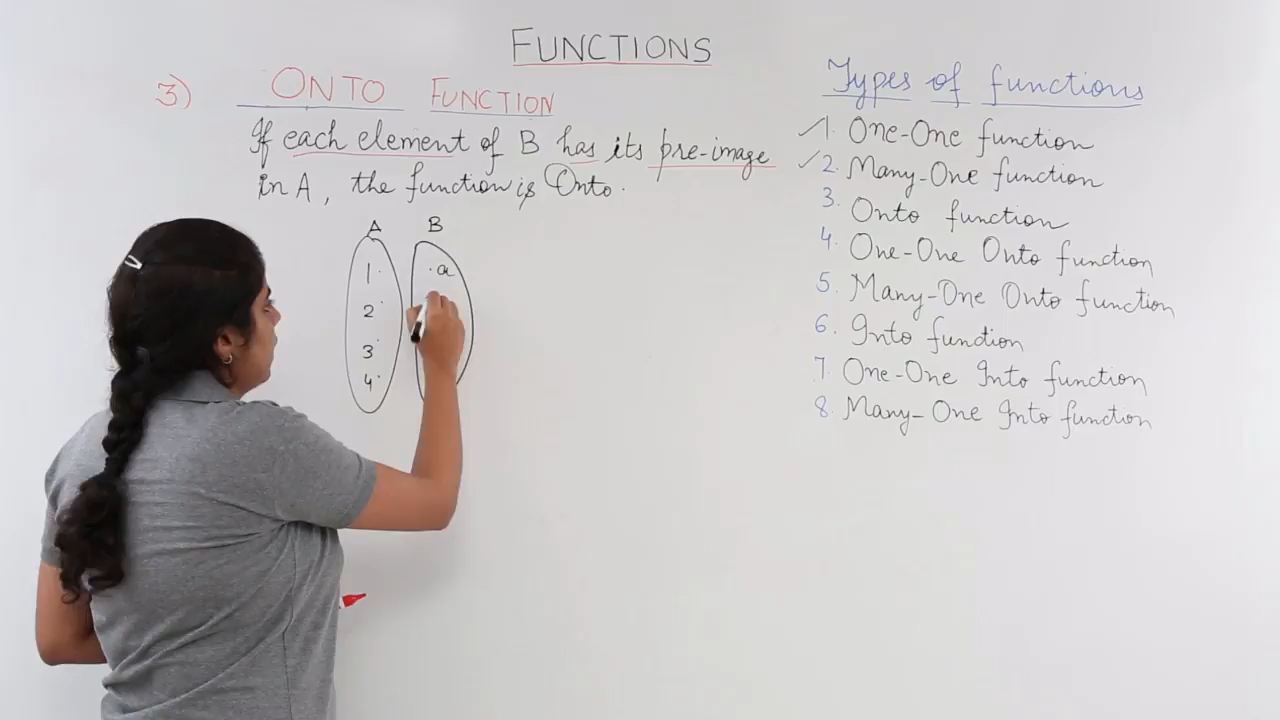 FUNCTIONS
3) ONTO FUNCTION
If each element of B has its pre-image
in A, the function is Onto.
A B
1
2
3
4
a
Types of functions
1. One-One function
2. Many-One function
3. Onto function
4. One-One Onto function
5. Many-One Onto function
6. Into function
7. One-One Into function
8. Many-One Into function